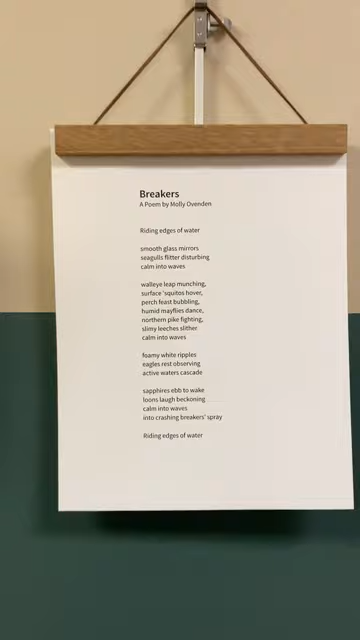 Breakers
A Poem by Molly Ovenden
Riding edges of water
smooth glass mirrors
seagulls flitter disturbing
calm into waves
walleye leap munching,
surface 'squitos hover,
perch feast bubbling,
humid mayflies dance,
northern pike fighting,
slimy leeches slither
calm into waves
foamy white ripples
eagles rest observing
active waters cascade
sapphires ebb to wake
loons laugh beckoning
calm into waves
into crashing breakers' spray
Riding edges of water